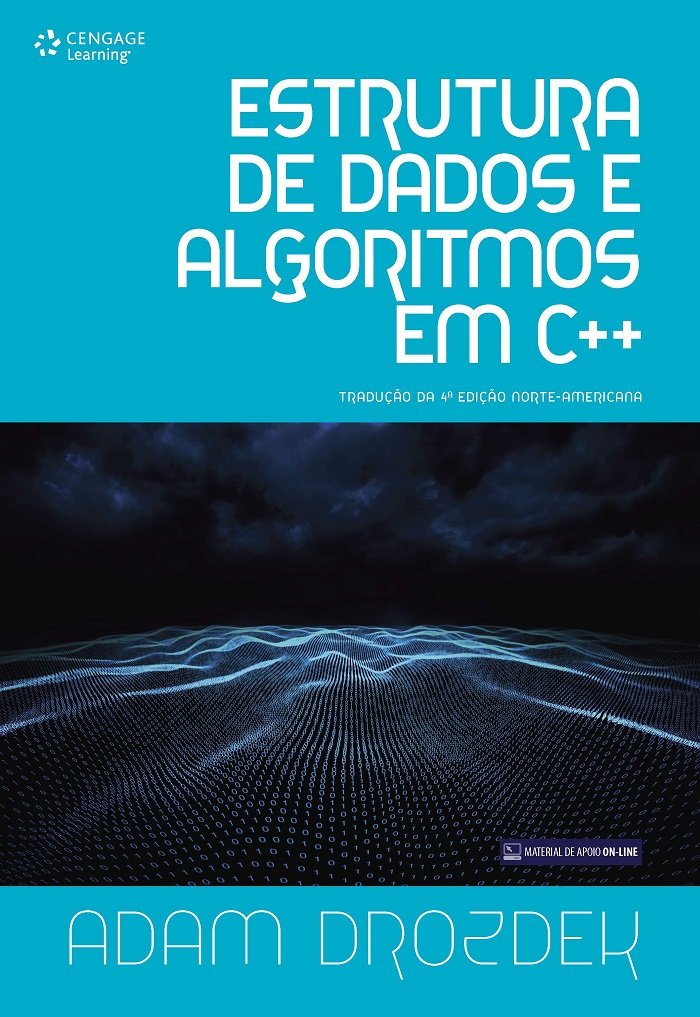 CENGAGE
Learning®
ESTRUTURA
DE DADOS E
ALGORITMOS
EM C++
TRADUÇÃO DA 4ª EDIÇÃO NORTE-AMERICANA
MATERIAL DE APOIO ON-LINE
ADAM DROZDEK